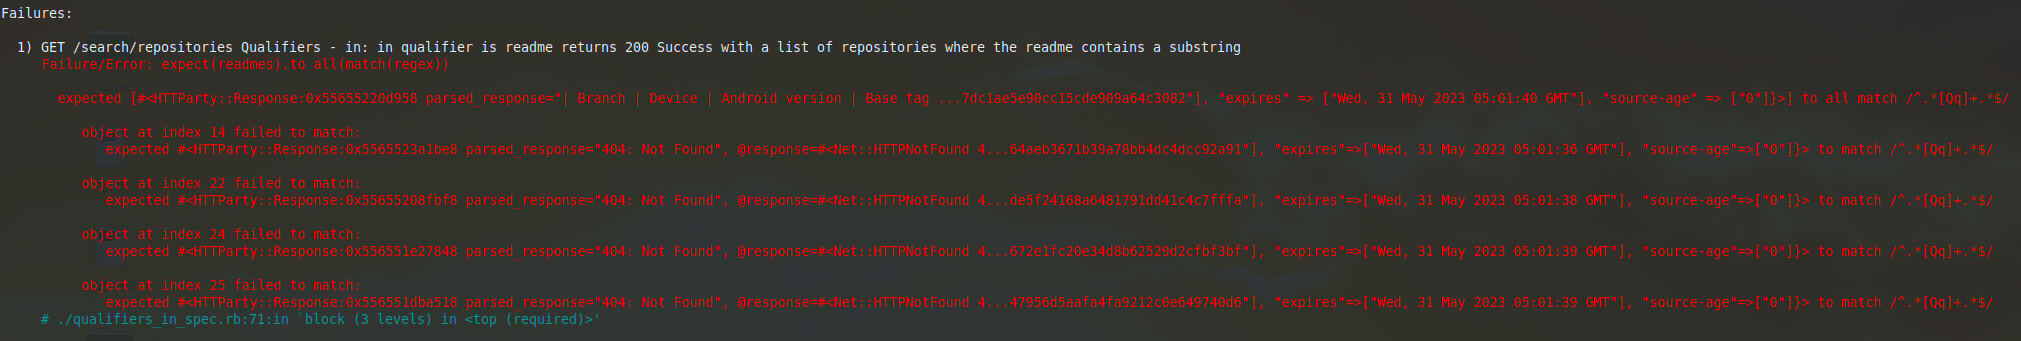 Failures:
1) GET /search/repositories Qualifiers - in: in qualifier is readme returns 200 Success with a list of repositories where the readme contains a substring
Failure/Error: expect(readmes).to all(match(regex))
expected [#<HTTParty::Response:0x55655220d958 parsed_response="| Branch | Device | Android version | Base tag ...7dc1ae5e90cc15cde909a64c3082"], "expires" => ["Wed, 31 May 2023 05:01:40 GMT"], "source-age" => ["0"]}>] to all match /^.*[Qq]+.*$/
object at index 14 failed to match:
expected #<HTTParty::Response:0x5565523a1be8 parsed_response="404: Not Found", @response=#<Net::HTTPNotFound 4...64aeb3671b39a78bb4dc4dcc92a91"], "expires"=>["Wed, 31 May 2023 05:01:36 GMT"], "source-age"=>["0"]}> to match /^.*[Qq]+.*$/
object at index 22 failed to match:
expected #<HTTParty::Response:0x55655208fbf8 parsed_response="404: Not Found", @response=#<Net::HTTPNotFound 4...de5f24168a6481791dd41c4c7fffa"], "expires"=>["Wed, 31 May 2023 05:01:38 GMT"], "source-age"=>["0"]}> to match /^.*[Qq]+.*$/
object at index 24 failed to match:
expected #<HTTParty::Response:0x556551e27848 parsed_response="404: Not Found", @response=#<Net::HTTPNotFound 4...672e1fc20e34d8b62529d2cfbf3bf"], "expires"=>["Wed, 31 May 2023 05:01:39 GMT"], "source-age"=>["0"]}> to match /^.*[Qq]+.*$/
object at index 25 failed to match:
expected #<HTTParty::Response:0x556551dba518 parsed_response="404: Not Found", @response=#<Net::HTTPNotFound 4...47956d5aafa4fa9212c0e649740d6"], "expires"=>["Wed, 31 May 2023 05:01:39 GMT"], "source-age"=>["0"]}> to match /^.*[Qq]+.*$/
# ./qualifiers_in_spec.rb:71:in `block (3 levels) in <top (required)>'